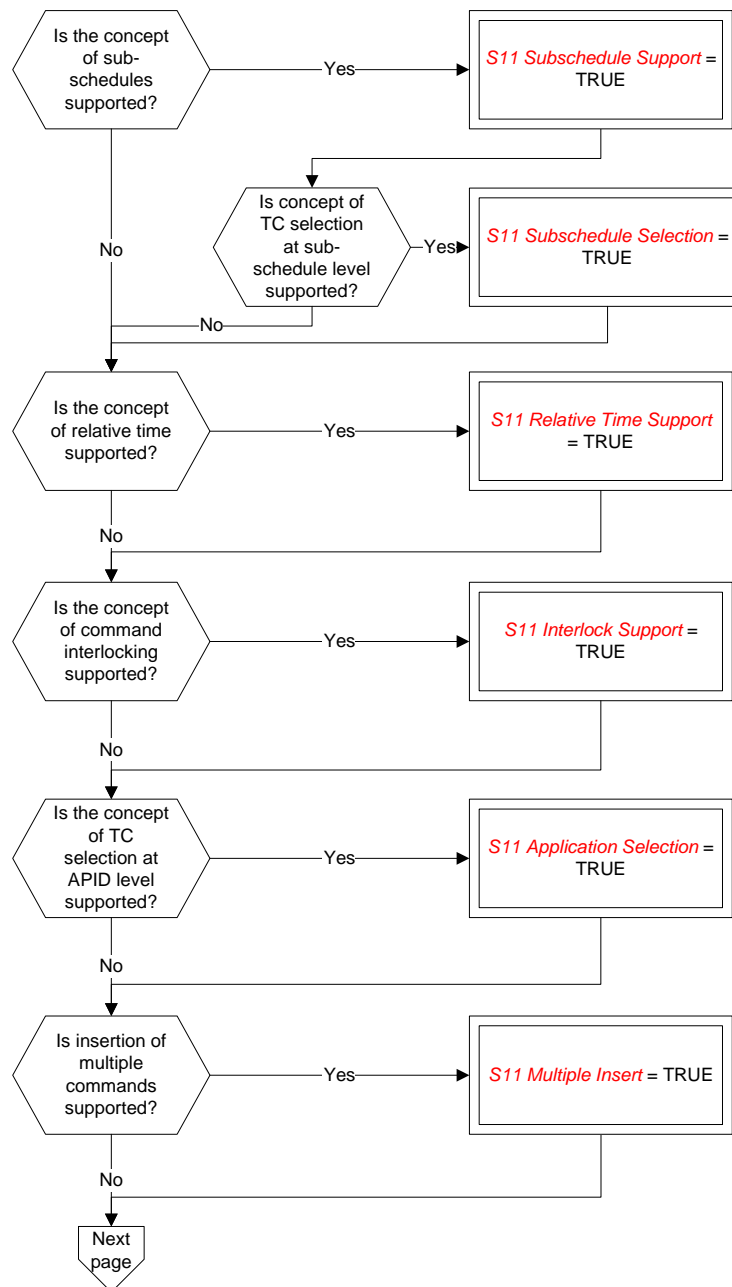 Is the concept
of sub-
schedules
supported?
Yes
S11 Subschedule Support =
TRUE
No
Is concept of
TC selection
at sub-
schedule level
supported?
Yes
S11 Subschedule Selection =
TRUE
No
Is the concept
of relative time
supported?
Yes
S11 Relative Time Support
= TRUE
No
Is the concept
of command
interlocking
supported?
Yes
S11 Interlock Support =
TRUE
No
Is the concept
of TC
selection at
APID level
supported?
Yes
S11 Application Selection =
TRUE
No
Is insertion of
multiple
commands
supported?
Yes
S11 Multiple Insert = TRUE
No
Next
page